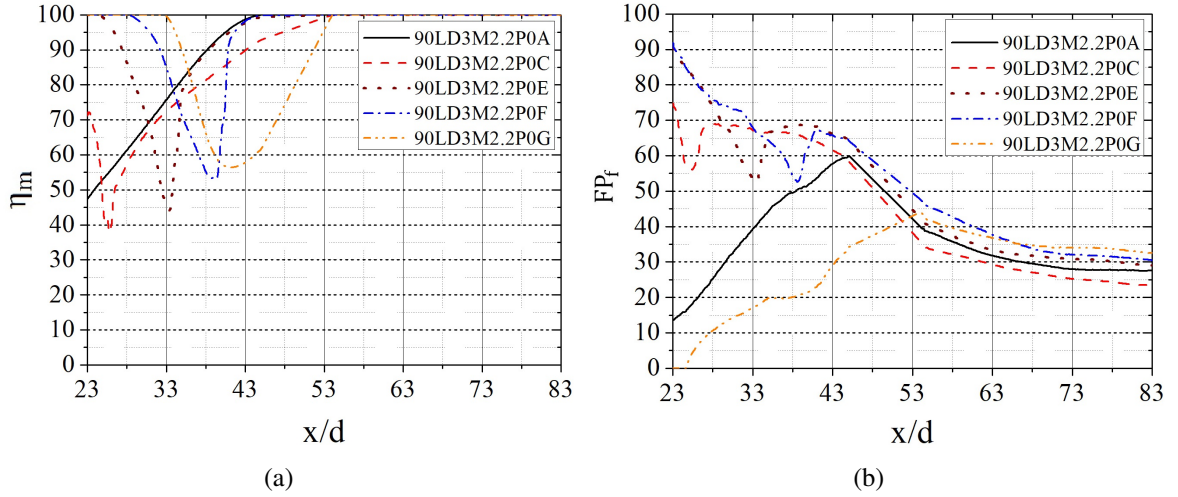 100
90
80
70
60
50
40
30
20
10
0
ηm
23 33 43 53 63 73 83
x/d
90LD3M2.2P0A
90LD3M2.2P0C
90LD3M2.2P0E
90LD3M2.2P0F
90LD3M2.2P0G
(a)
100
90
80
70
60
50
40
30
20
10
0
FPf
23 33 43 53 63 73 83
x/d
90LD3M2.2P0A
90LD3M2.2P0C
90LD3M2.2P0E
90LD3M2.2P0F
90LD3M2.2P0G
(b)